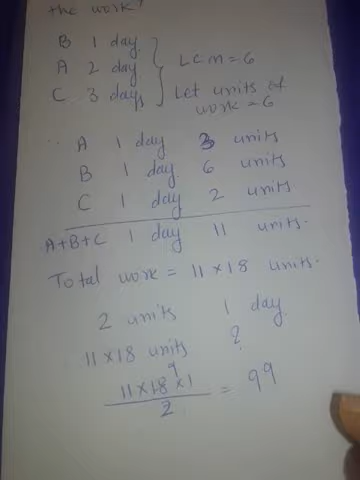 the work?
B 1 day
A 2 day
C 3 days
LCM = 6
Let units of
work = 6
∴ A 1 day 3 units
B 1 day 6 units
C 1 day 2 units
A+B+C 1 day 11 units.
Total work = 11 × 18 units.
2 units 1 day
11 × 18 units ?
9
11 × 18 × 1
2
= 99